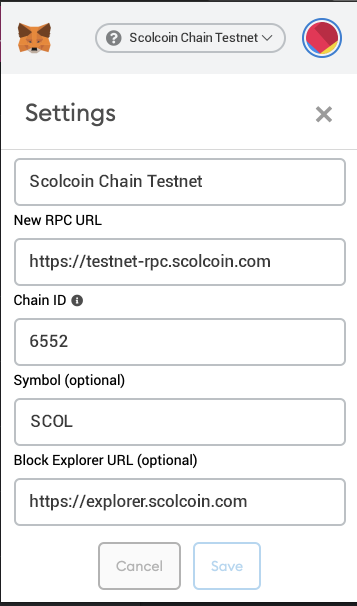 Scolcoin Chain Testnet
Settings
Scolcoin Chain Testnet
New RPC URL
https://testnet-rpc.scolcoin.com
Chain ID
6552
Symbol (optional)
SCOL
Block Explorer URL (optional)
https://explorer.scolcoin.com
Cancel Save